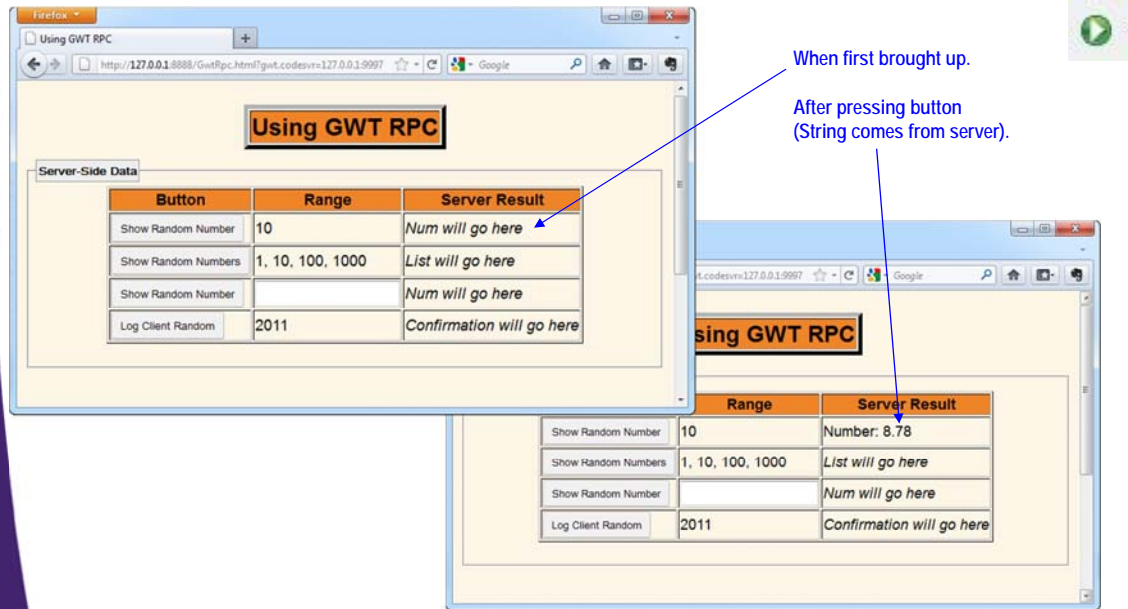 Firefox
Using GWT RPC
http://127.0.0.1:8888/GwtRpc.html?gwt.codesvr=127.0.0.1:9997
Google
Using GWT RPC
Server-Side Data
Button Range Server Result
Show Random Number 10 Num will go here
Show Random Numbers 1, 10, 100, 1000 List will go here
Show Random Number Num will go here
Log Client Random 2011 Confirmation will go here
When first brought up.
After pressing button
(String comes from server).
wt.codesvr=127.0.0.1:9997
Google
sing GWT RPC
Range Server Result
Show Random Number 10 Number: 8.78
Show Random Numbers 1, 10, 100, 1000 List will go here
Show Random Number Num will go here
Log Client Random 2011 Confirmation will go here